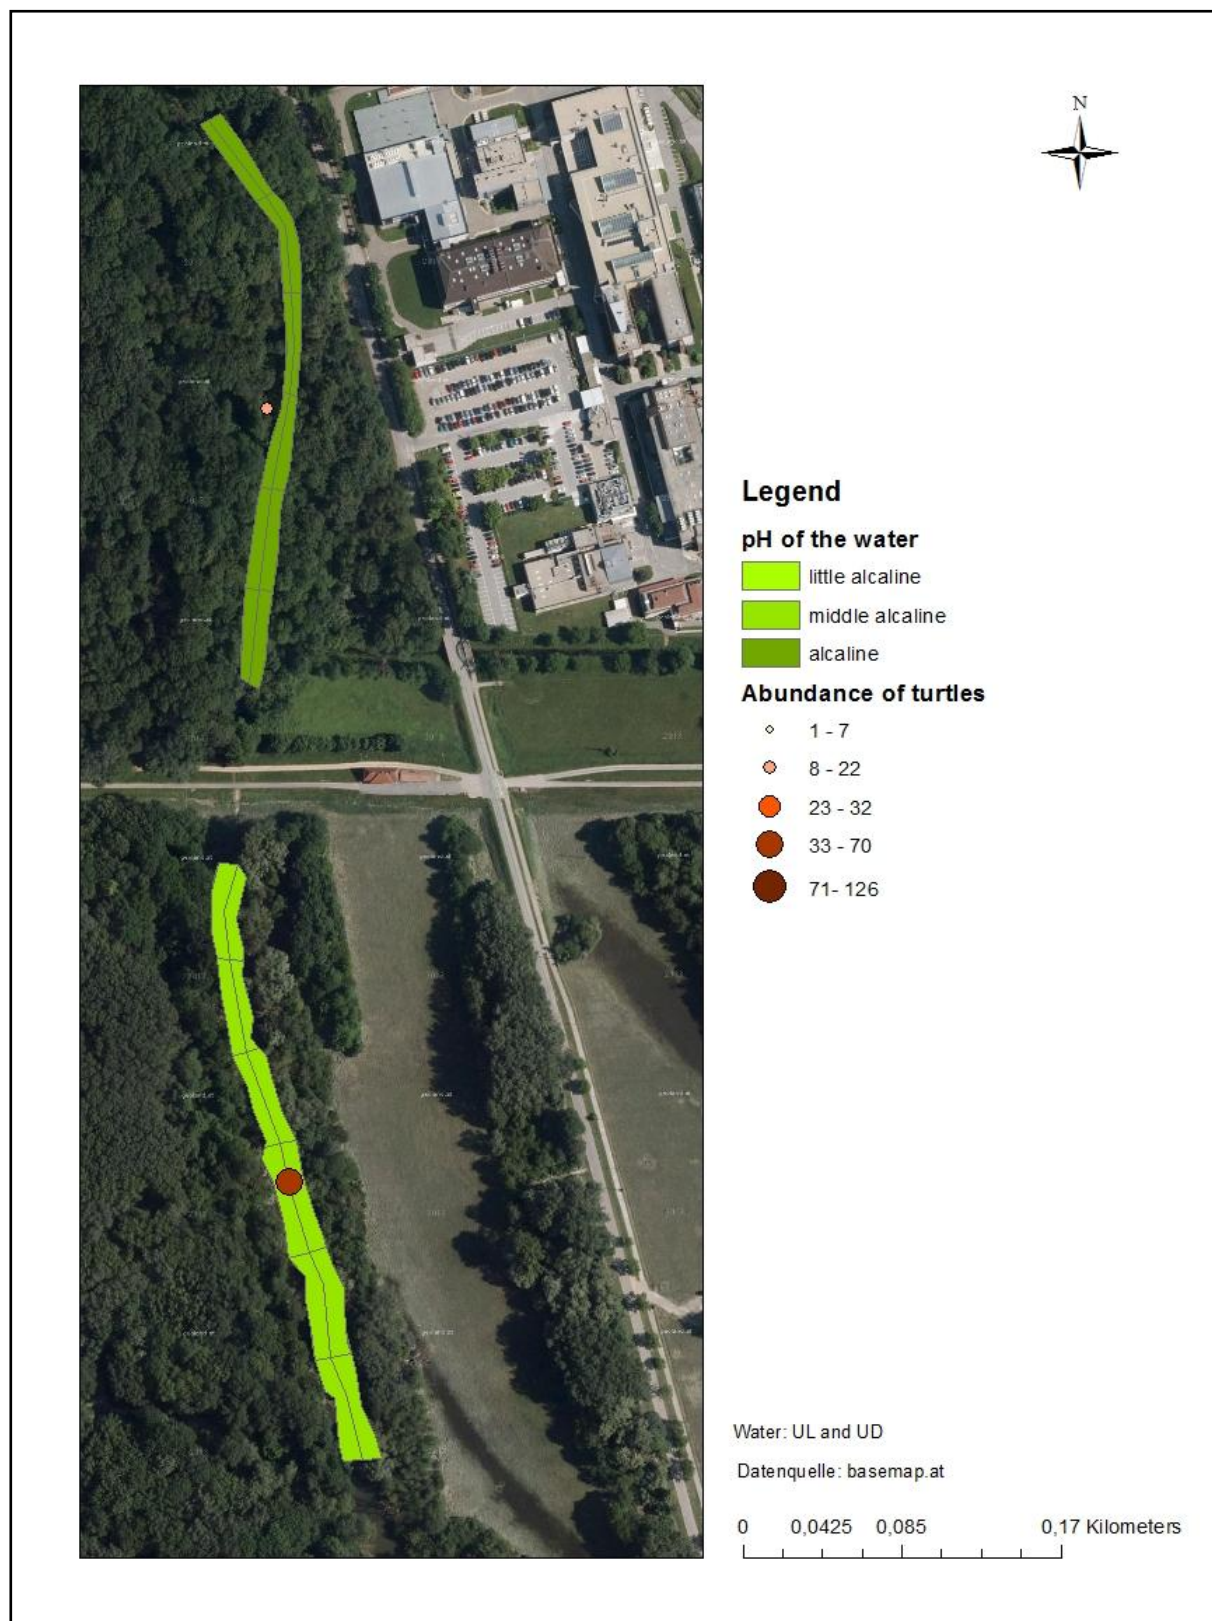 N
Legend
pH of the water
little alcaline
middle alcaline
alcaline
Abundance of turtles
1 - 7
8 - 22
23 - 32
33 - 70
71- 126
Water: UL and UD
Datenquelle: basemap.at
0 0,0425 0,085 0,17 Kilometers